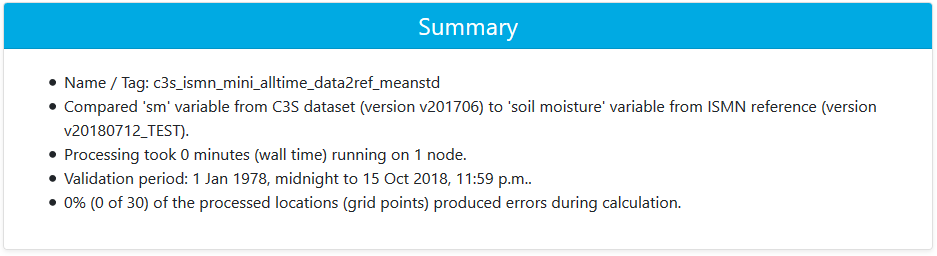 Summary
• Name / Tag: c3s_ismn_mini_alltime_data2ref_meanstd
• Compared 'sm' variable from C3S dataset (version v201706) to 'soil moisture' variable from ISMN reference (version
v20180712_TEST).
• Processing took 0 minutes (wall time) running on 1 node.
• Validation period: 1 Jan 1978, midnight to 15 Oct 2018, 11:59 p.m..
• 0% (0 of 30) of the processed locations (grid points) produced errors during calculation.